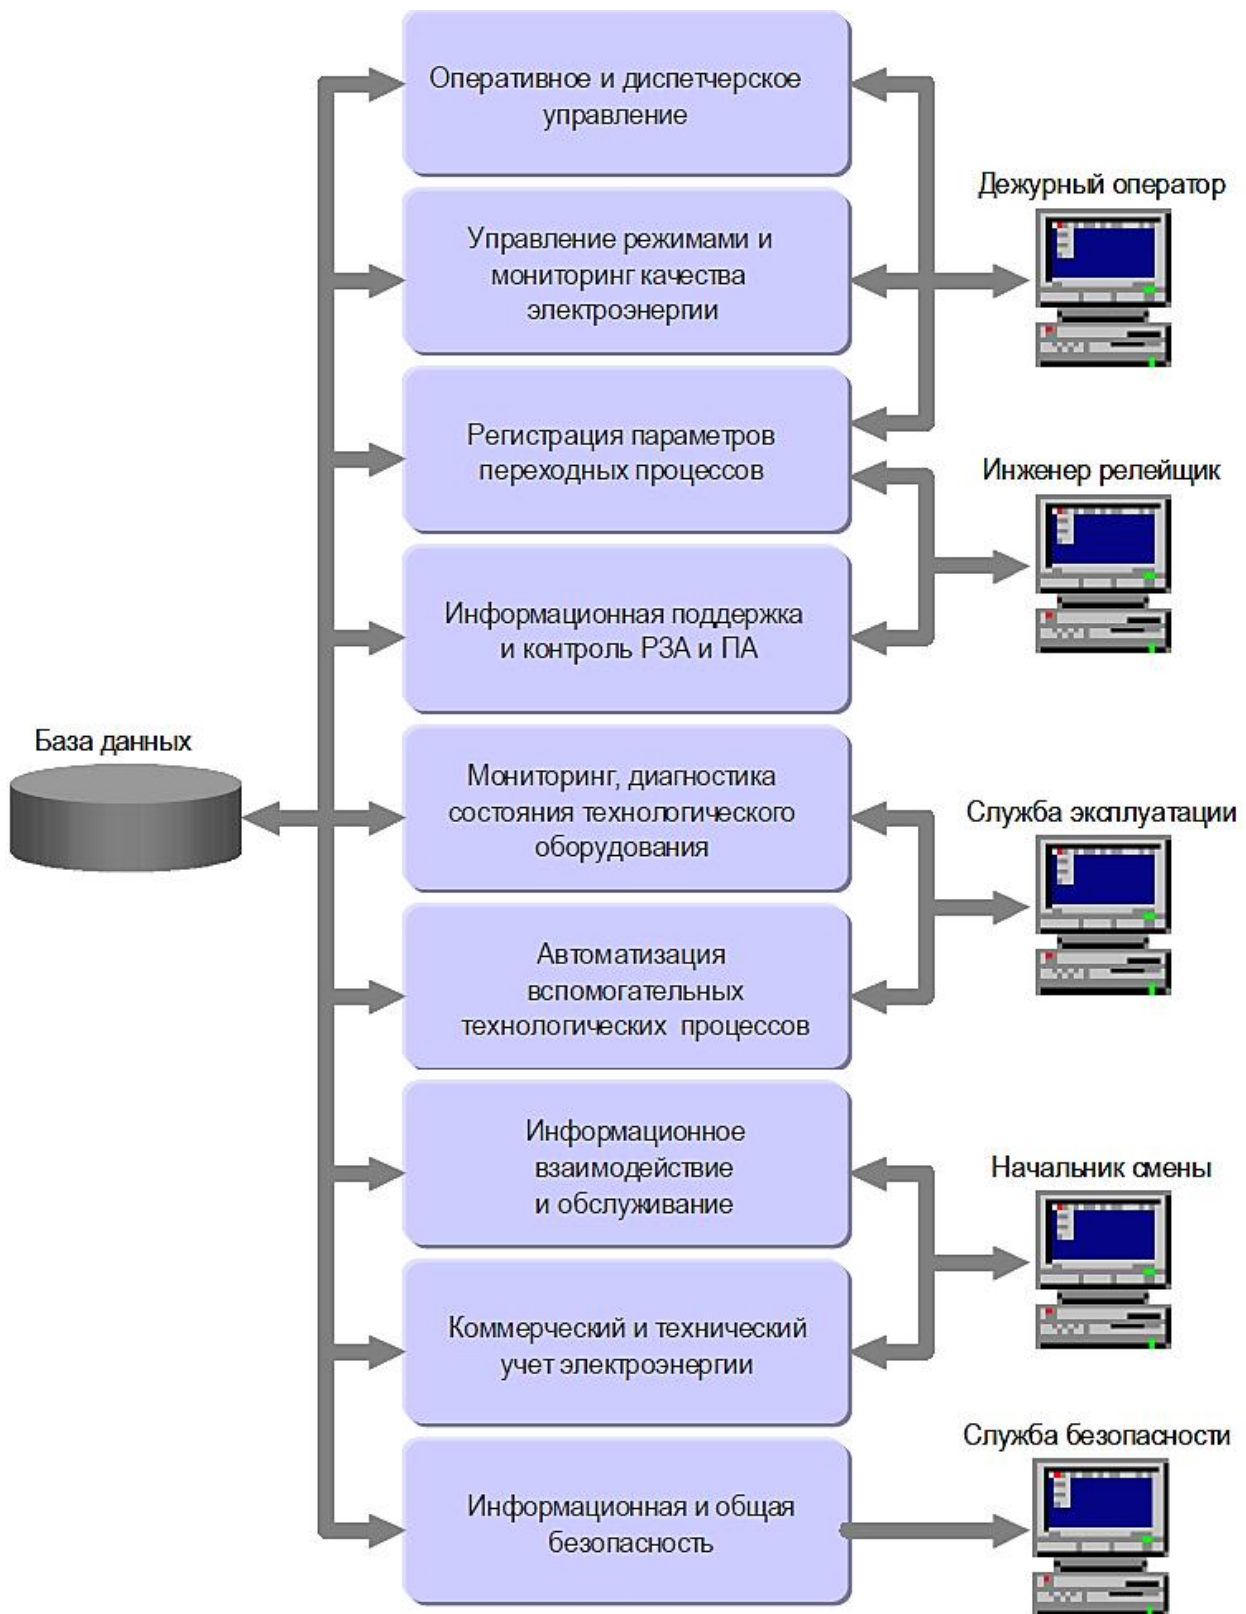 Оперативное и диспетчерское
управление
Дежурный оператор
Управление режимами и
мониторинг качества
электроэнергии
Регистрация параметров
переходных процессов
Инженер релейщик
Информационная поддержка
и контроль РЗА и ПА
База данных
Мониторинг, диагностика
состояния технологического
оборудования
Служба эксплуатации
Автоматизация
вспомогательных
технологических процессов
Информационное
взаимодействие
и обслуживание
Начальник смены
Коммерческий и технический
учет электроэнергии
Служба безопасности
Информационная и общая
безопасность